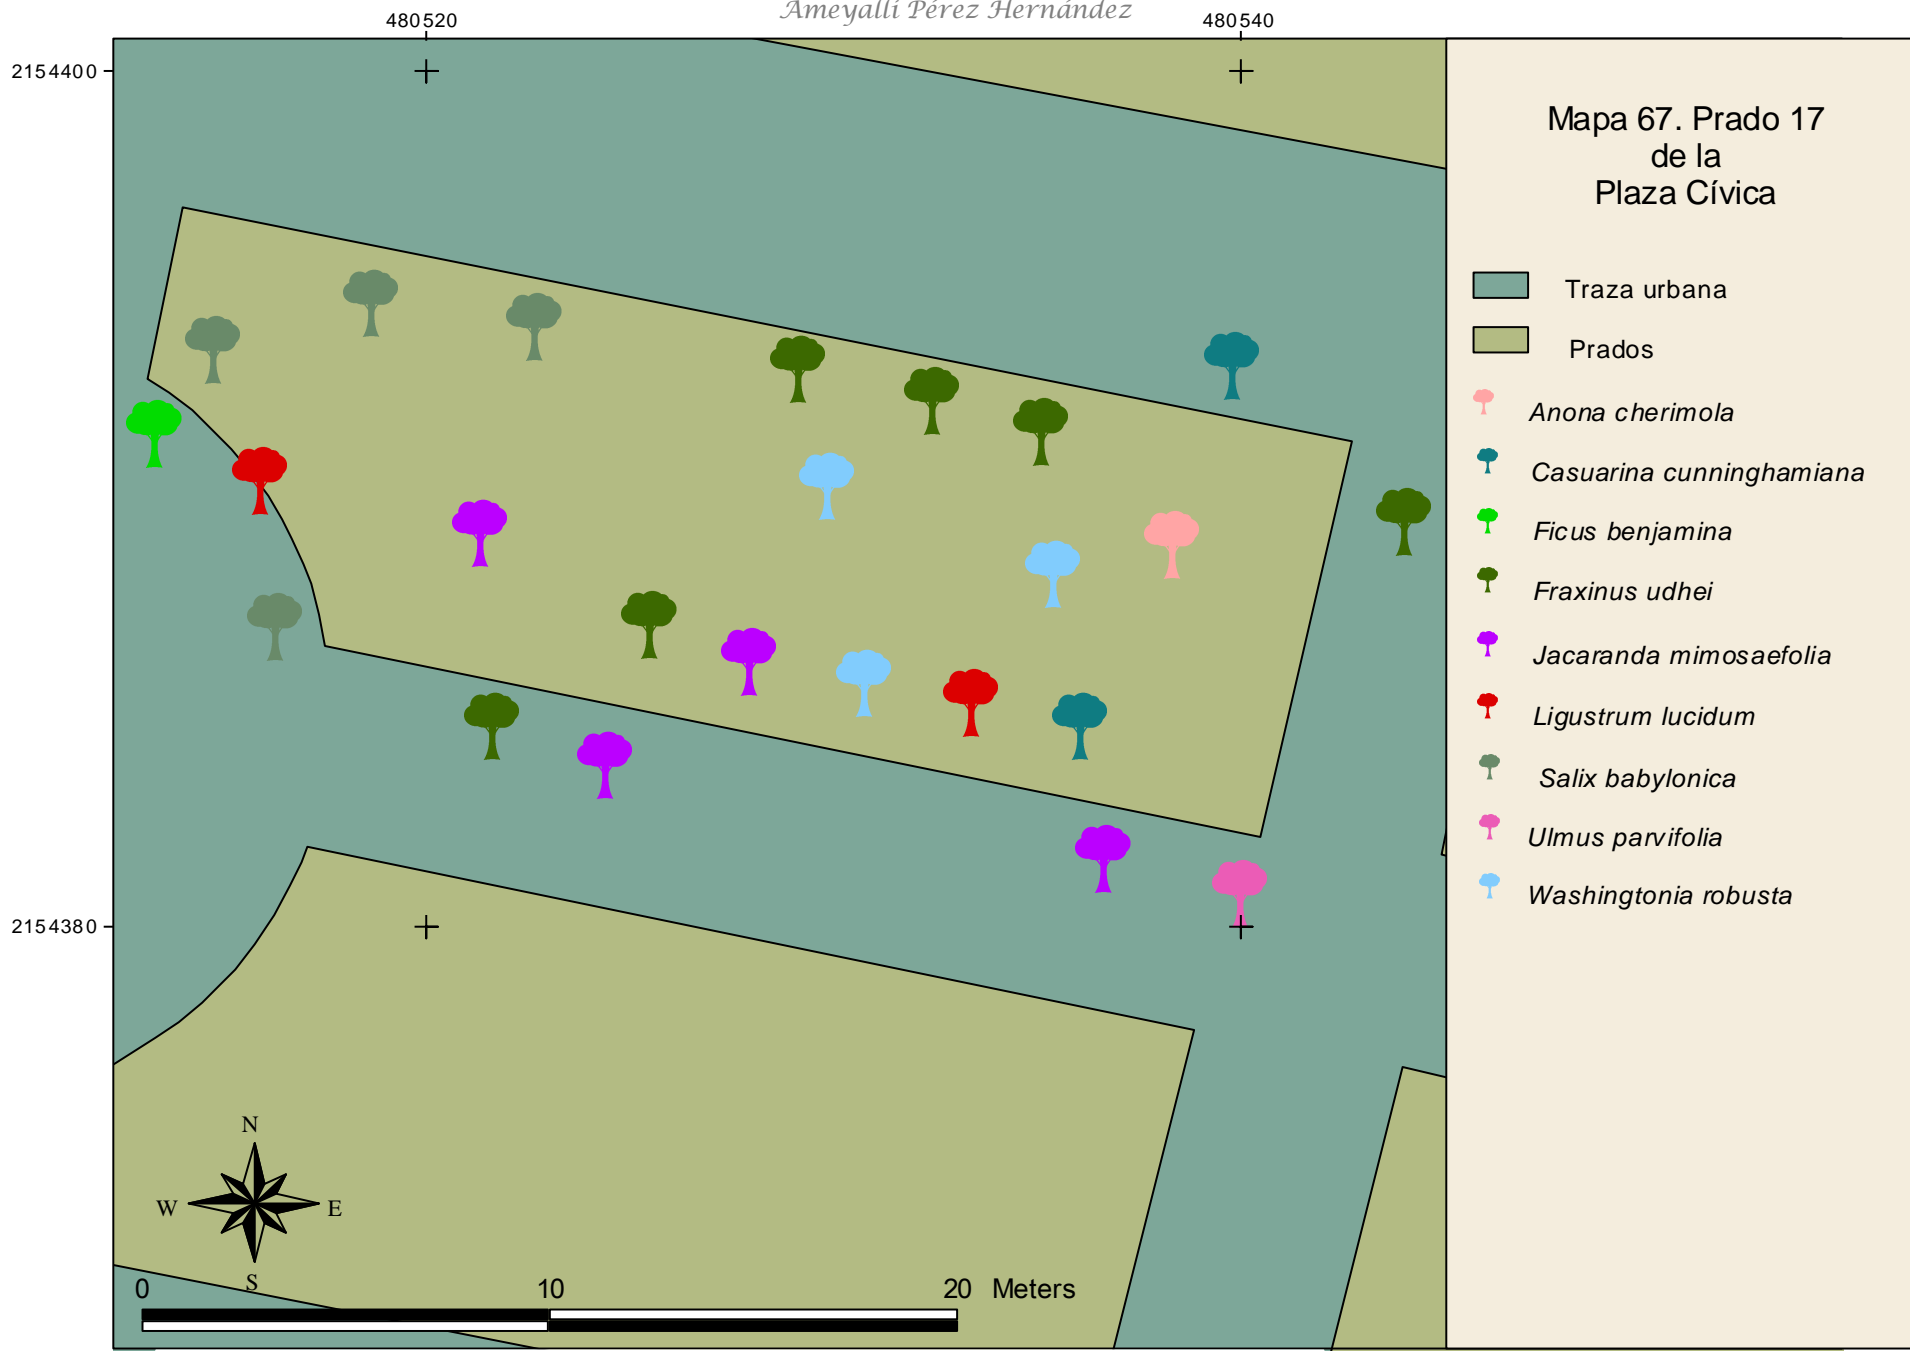 Ameyalli Pérez Hernández
480520
480540
2154400
2154380
Mapa 67. Prado 17
de la
Plaza Cívica
Traza urbana
Prados
Anona cherimola
Casuarina cunninghamiana
Ficus benjamina
Fraxinus udhei
Jacaranda mimosaefolia
Ligustrum lucidum
Salix babylonica
Ulmus parvifolia
Washingtonia robusta
N
W
E
S
0 10 20 Meters